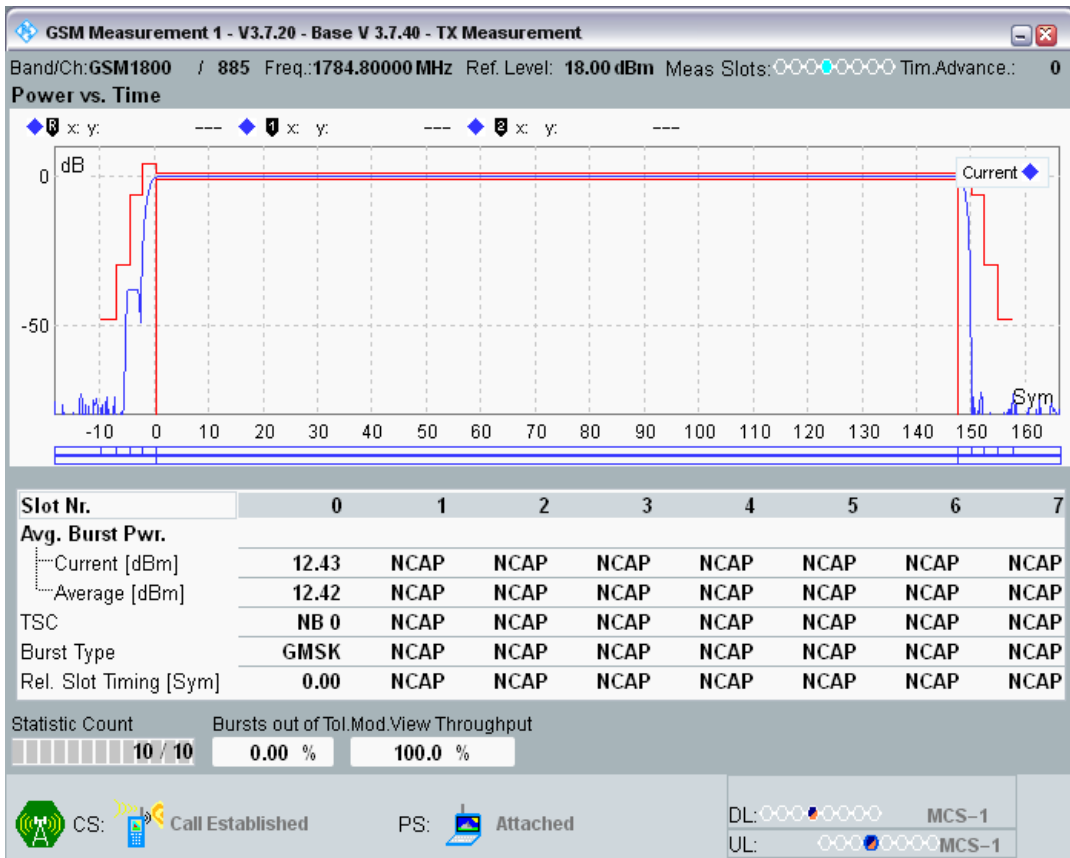 GSM Measurement 1 - V3.7.20 - Base V 3.7.40 - TX Measurement
Band/Ch:GSM1800 / 885 Freq.:1784.80000 MHz Ref. Level: 18.00 dBm Meas Slots: Tim.Advance.: 0
Power vs. Time
R x: y: --- 1 x: y: --- 2 x: y: ---
dB
Current
0
-50
Sym
-10 0 10 20 30 40 50 60 70 80 90 100 110 120 130 140 150 160
Slot Nr. 0 1 2 3 4 5 6 7
Avg. Burst Pwr.
Current [dBm] 12.43 NCAP NCAP NCAP NCAP NCAP NCAP NCAP
Average [dBm] 12.42 NCAP NCAP NCAP NCAP NCAP NCAP NCAP
TSC NB 0 NCAP NCAP NCAP NCAP NCAP NCAP NCAP
Burst Type GMSK NCAP NCAP NCAP NCAP NCAP NCAP NCAP
Rel. Slot Timing [Sym] 0.00 NCAP NCAP NCAP NCAP NCAP NCAP NCAP
Statistic Count Bursts out of Tol.Mod.View Throughput
10 / 10 0.00 % 100.0 %
CS: Call Established PS: Attached
DL: MCS-1
UL: MCS-1